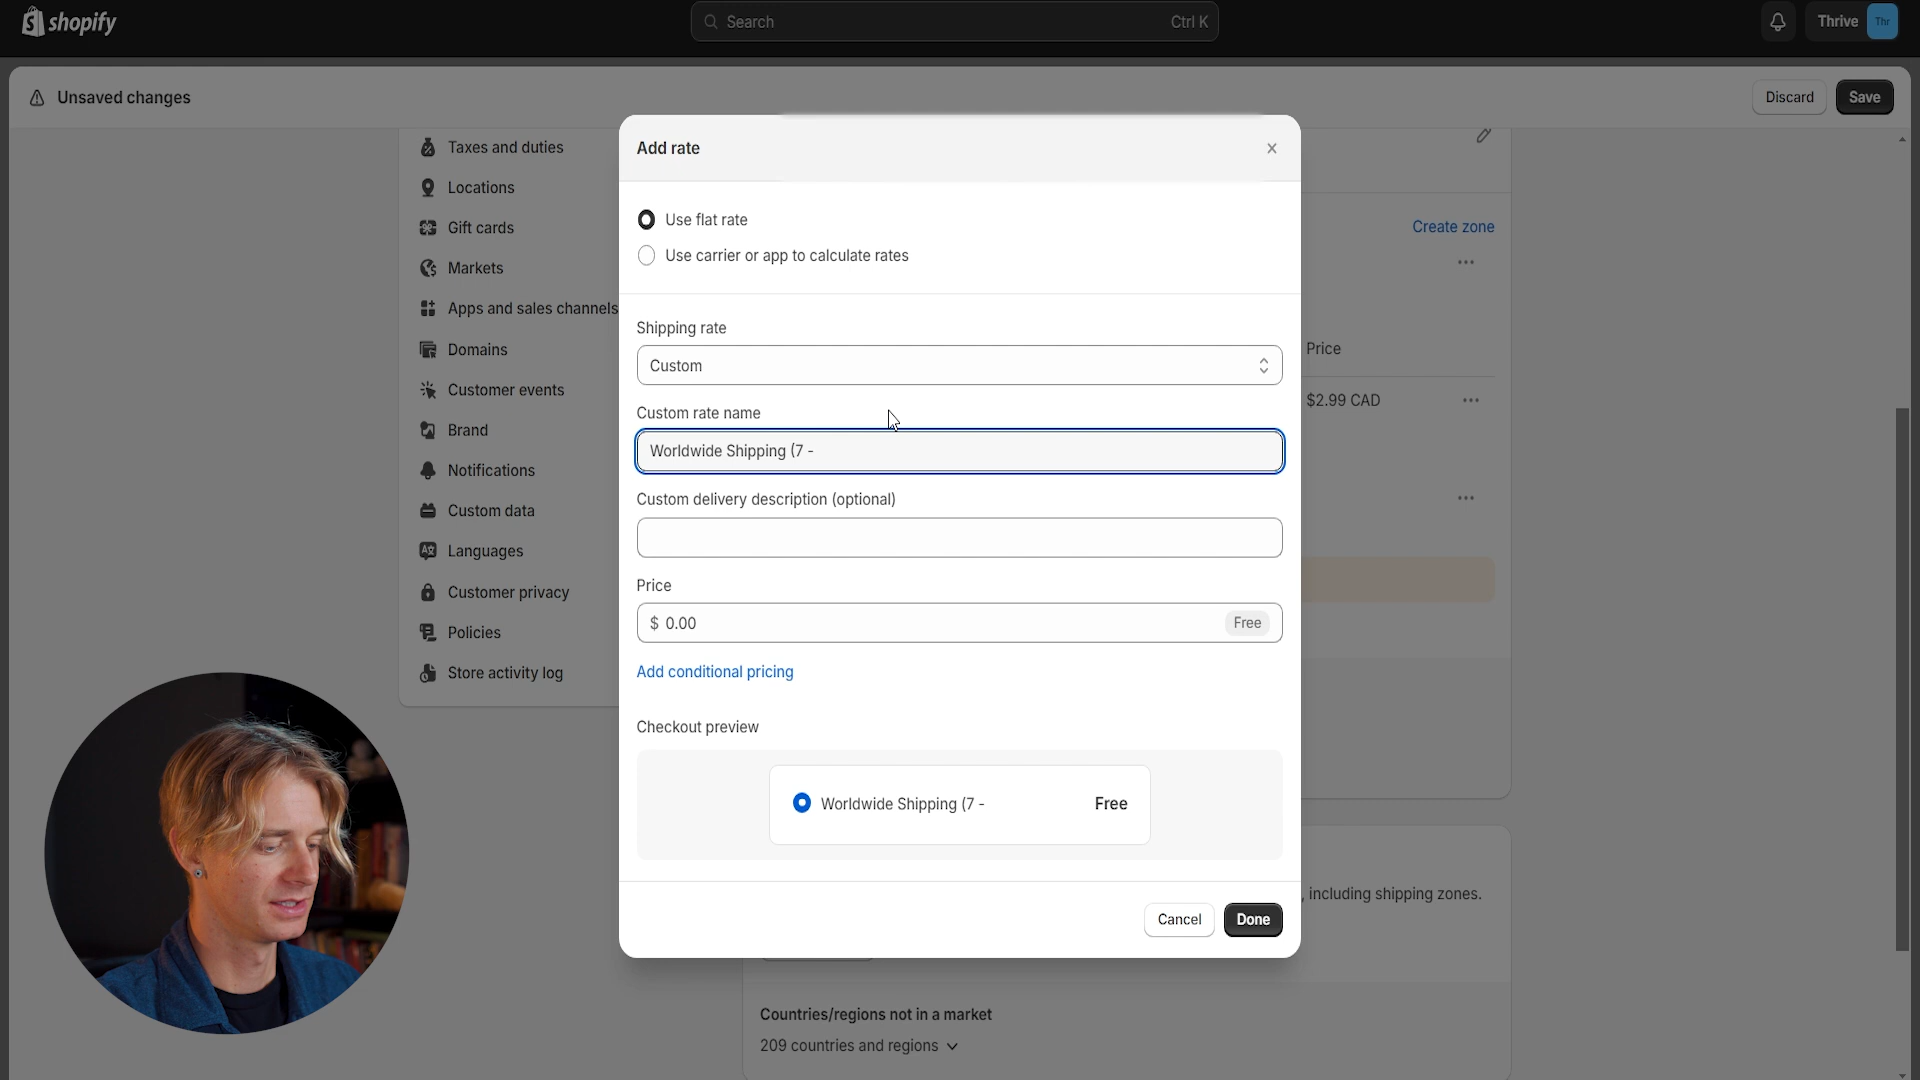 shopify
Search
Ctrl K
Thrive
Thr
Unsaved changes
Discard
Save
Taxes and duties
Locations
Gift cards
Markets
Apps and sales channels
Domains
Customer events
Brand
Notifications
Custom data
Languages
Customer privacy
Policies
Store activity log
Add rate
Use flat rate
Use carrier or app to calculate rates
Shipping rate
Custom
Custom rate name
Worldwide Shipping (7 -
Custom delivery description (optional)
Price
$ 0.00
Free
Add conditional pricing
Checkout preview
Worldwide Shipping (7 -
Free
Cancel
Done
Create zone
Price
$2.99 CAD
, including shipping zones.
Countries/regions not in a market
209 countries and regions